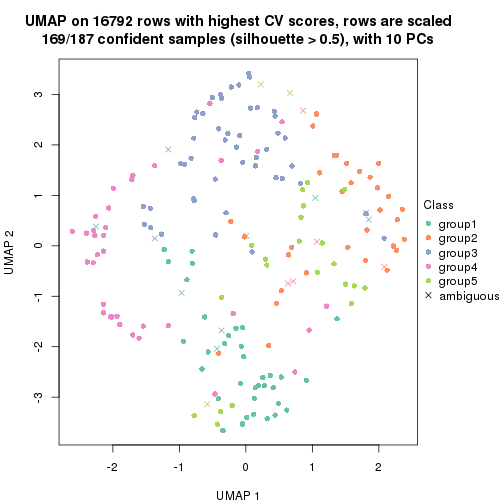 UMAP on 16792 rows with highest CV scores, rows are scaled
169/187 confident samples (silhouette > 0.5), with 10 PCs
3
2
1
0
-1
-2
-3
UMAP 2
-2
-1
0
1
2
UMAP 1
Class
group1
group2
group3
group4
group5
ambiguous